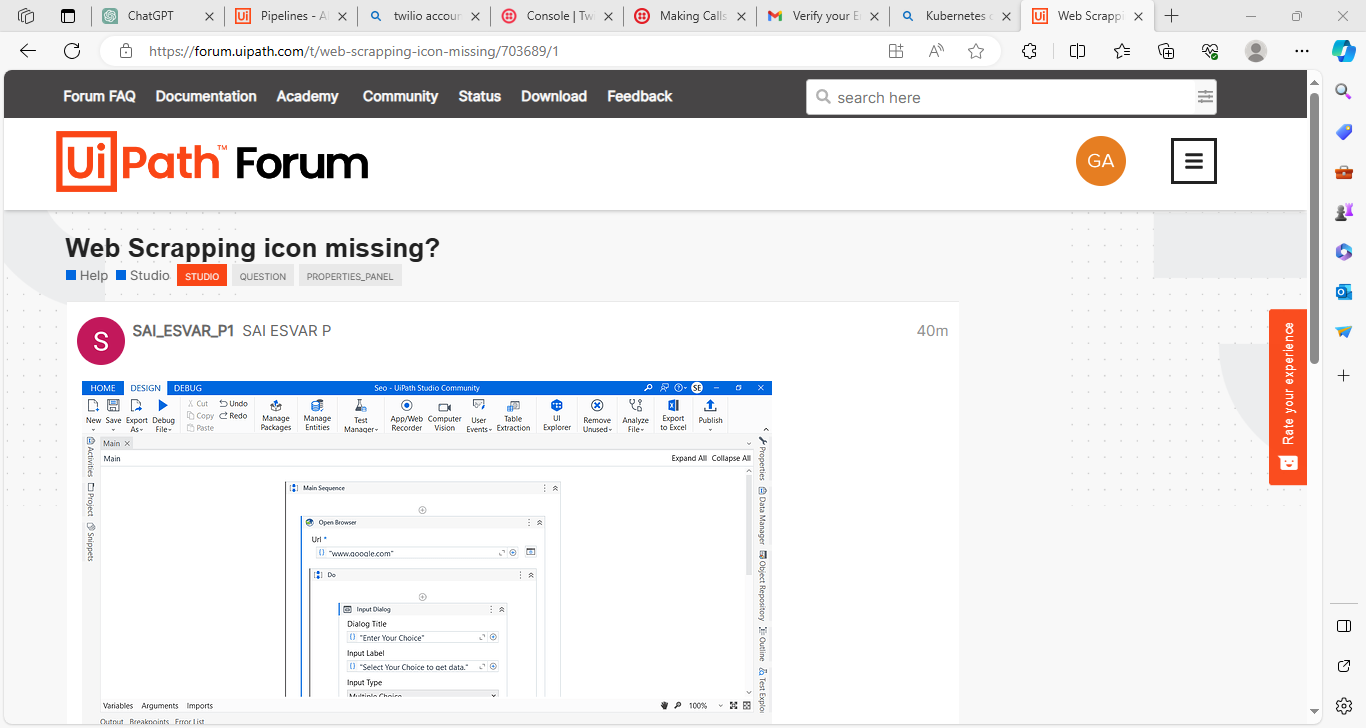 ChatGPT
Pipelines - A
twilio accoun
Console | Tw
Making Calls
Verify your E
Kubernetes c
Web Scrappi
https://forum.uipath.com/t/web-scrapping-icon-missing/703689/1
Forum FAQ Documentation Academy Community Status Download Feedback
search here
UiPath™ Forum
GA
Web Scrapping icon missing?
Help Studio STUDIO QUESTION PROPERTIES_PANEL
S
SAI_ESVAR_P1 SAI ESVAR P 40m
HOME DESIGN DEBUG Seo - UiPath Studio Community SE
New Save Export As Debug File
Cut Undo
Copy Redo
Paste
Manage Packages
Manage Entities
Test Manager
App/Web Recorder
Computer Vision
User Events
Table Extraction
UI Explorer
Remove Unused
Analyze File
Export to Excel
Publish
Main
Main Expand All Collapse All
Activities
Project
Snippets
Main Sequence
Open Browser
Url *
"www.google.com"
Do
Input Dialog
Dialog Title
"Enter Your Choice"
Input Label
"Select Your Choice to get data."
Input Type
Multiple Choice
Properties
Data Manager
Object Repository
Outline
Test Explo
Variables Arguments Imports 100%
Output Breakpoints Error List
Rate your experience